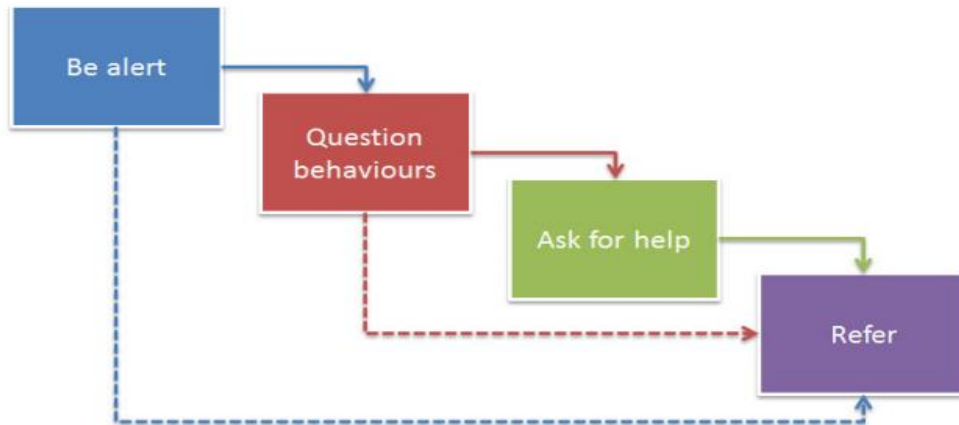 Be alert
Question
behaviours
Ask for help
Refer